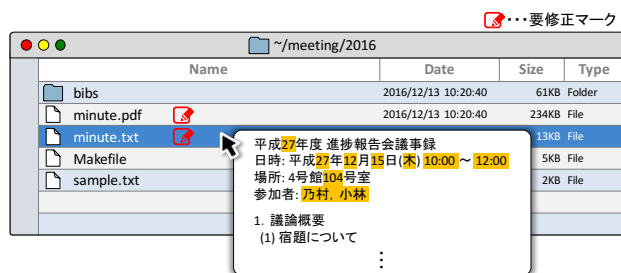 ・・・要修正マーク
~/meeting/2016
Name Date Size Type
bibs 2016/12/13 10:20:40 61KB Folder
minute.pdf 2016/12/13 10:20:40 234KB File
minute.txt 13KB File
Makefile 5KB File
sample.txt 2KB File
平成27年度 進捗報告会議事録
日時: 平成27年12月15日(木) 10:00 ～ 12:00
場所: 4号館104号室
参加者: 乃村, 小林
1. 議論概要
(1) 宿題について
⋮